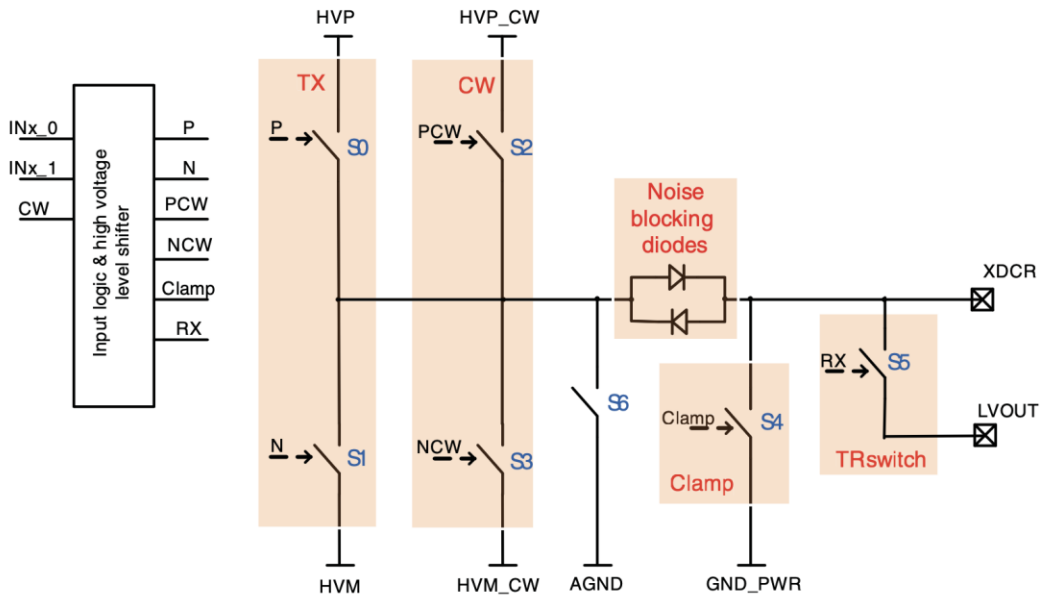 HVP
HVP_CW
TX
CW
INx_0
INx_1
CW
Input logic & high voltage
level shifter
P
N
PCW
NCW
Clamp
RX
P
S0
PCW
S2
Noise
blocking
diodes
XDCR
RX
S5
S6
Clamp
S4
LVOUT
N
S1
NCW
S3
Clamp
TRswitch
HVM
HVM_CW
AGND
GND_PWR